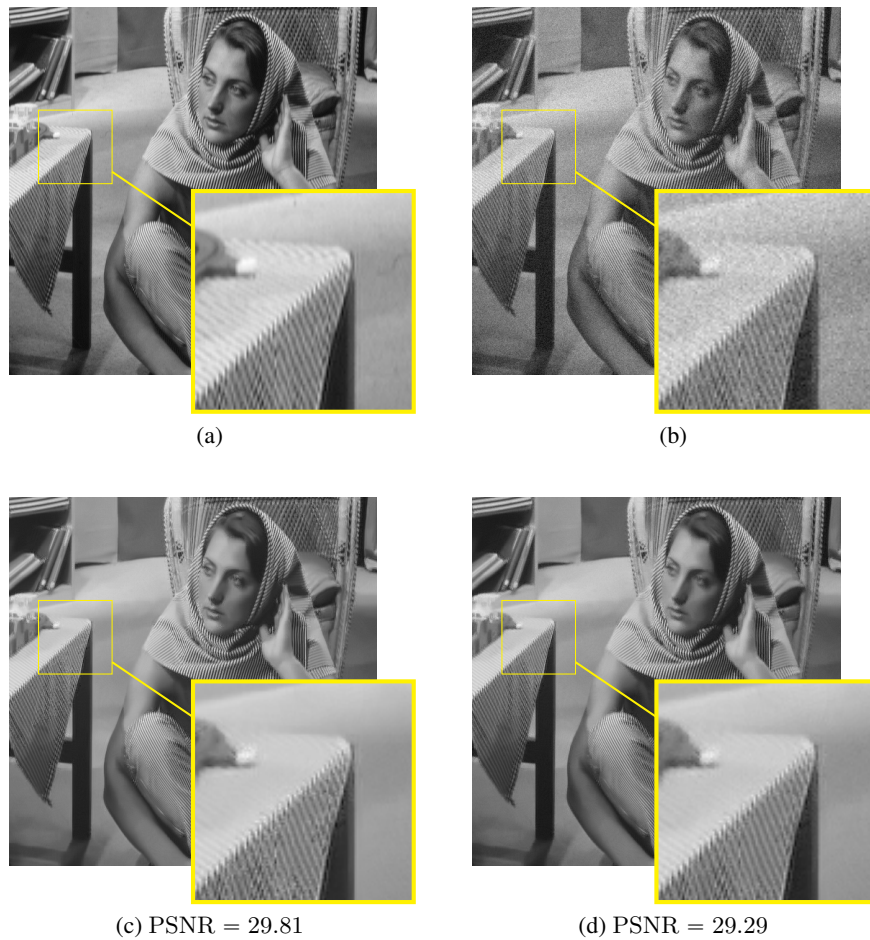 (a)
(b)
(c) PSNR = 29.81
(d) PSNR = 29.29